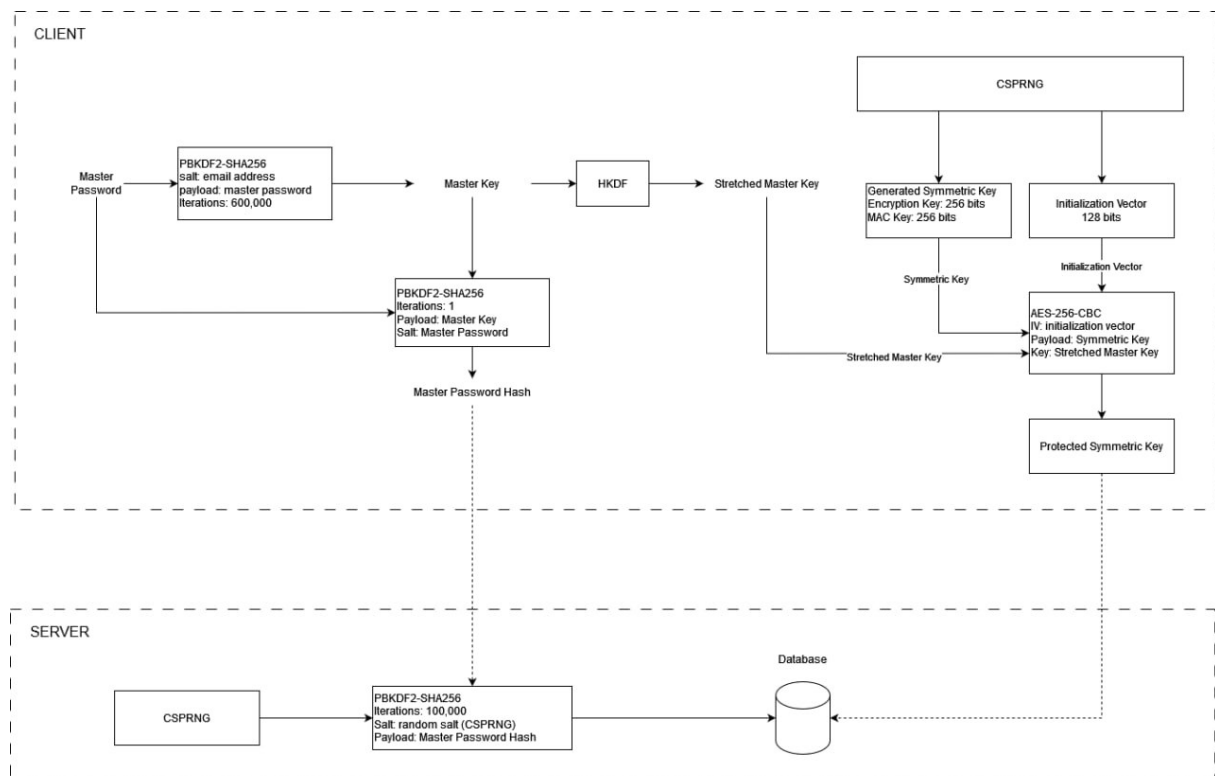 CLIENT
CSPRNG
PBKDF2-SHA256
salt: email address
payload: master password
Iterations: 600,000
Master
Password
Master Key
HKDF
Stretched Master Key
Generated Symmetric Key
Encryption Key: 256 bits
MAC Key: 256 bits
Initialization Vector
128 bits
Symmetric Key
Initialization Vector
PBKDF2-SHA256
Iterations: 1
Payload: Master Key
Salt: Master Password
AES-256-CBC
IV: initialization vector
Payload: Symmetric Key
Key: Stretched Master Key
Stretched Master Key
Master Password Hash
Protected Symmetric Key
SERVER
Database
CSPRNG
PBKDF2-SHA256
Iterations: 100,000
Salt: random salt (CSPRNG)
Payload: Master Password Hash